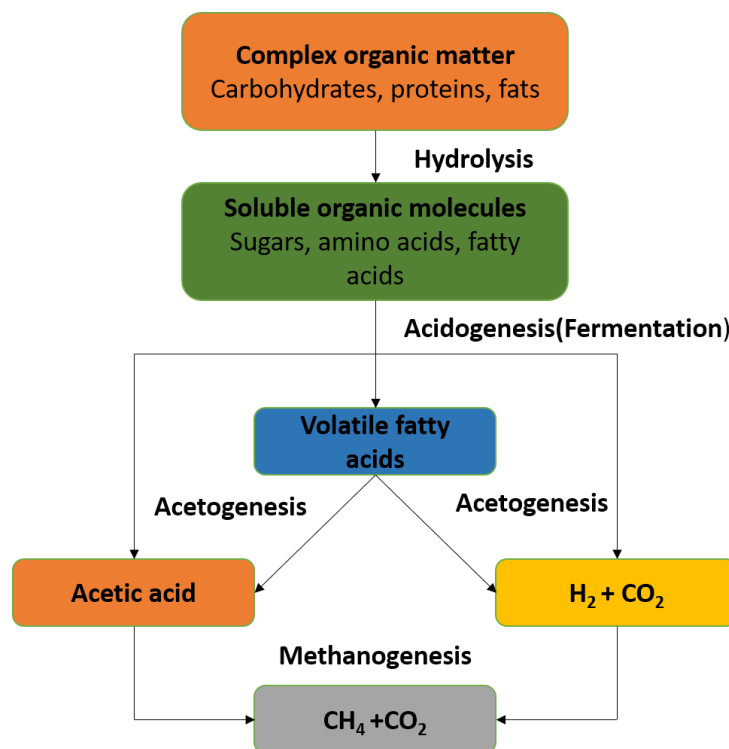 Complex organic matter
Carbohydrates, proteins, fats
Hydrolysis
Soluble organic molecules
Sugars, amino acids, fatty
acids
Acidogenesis(Fermentation)
Volatile fatty
acids
Acetogenesis
Acetogenesis
Acetic acid
H₂ + CO₂
Methanogenesis
CH₄ +CO₂